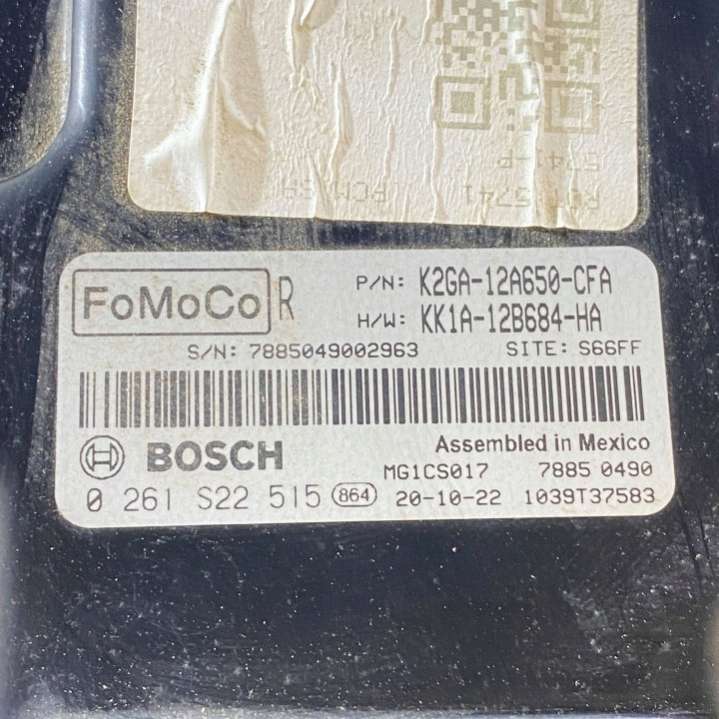 FoMoCo R P/N: K2GA-12A650-CFA
H/W: KK1A-12B684-HA
S/N: 7885049002963 SITE: S66FF
BOSCH Assembled in Mexico
MG1CS017 7885 0490
0 261 S22 515 864 20-10-22 1039T37583